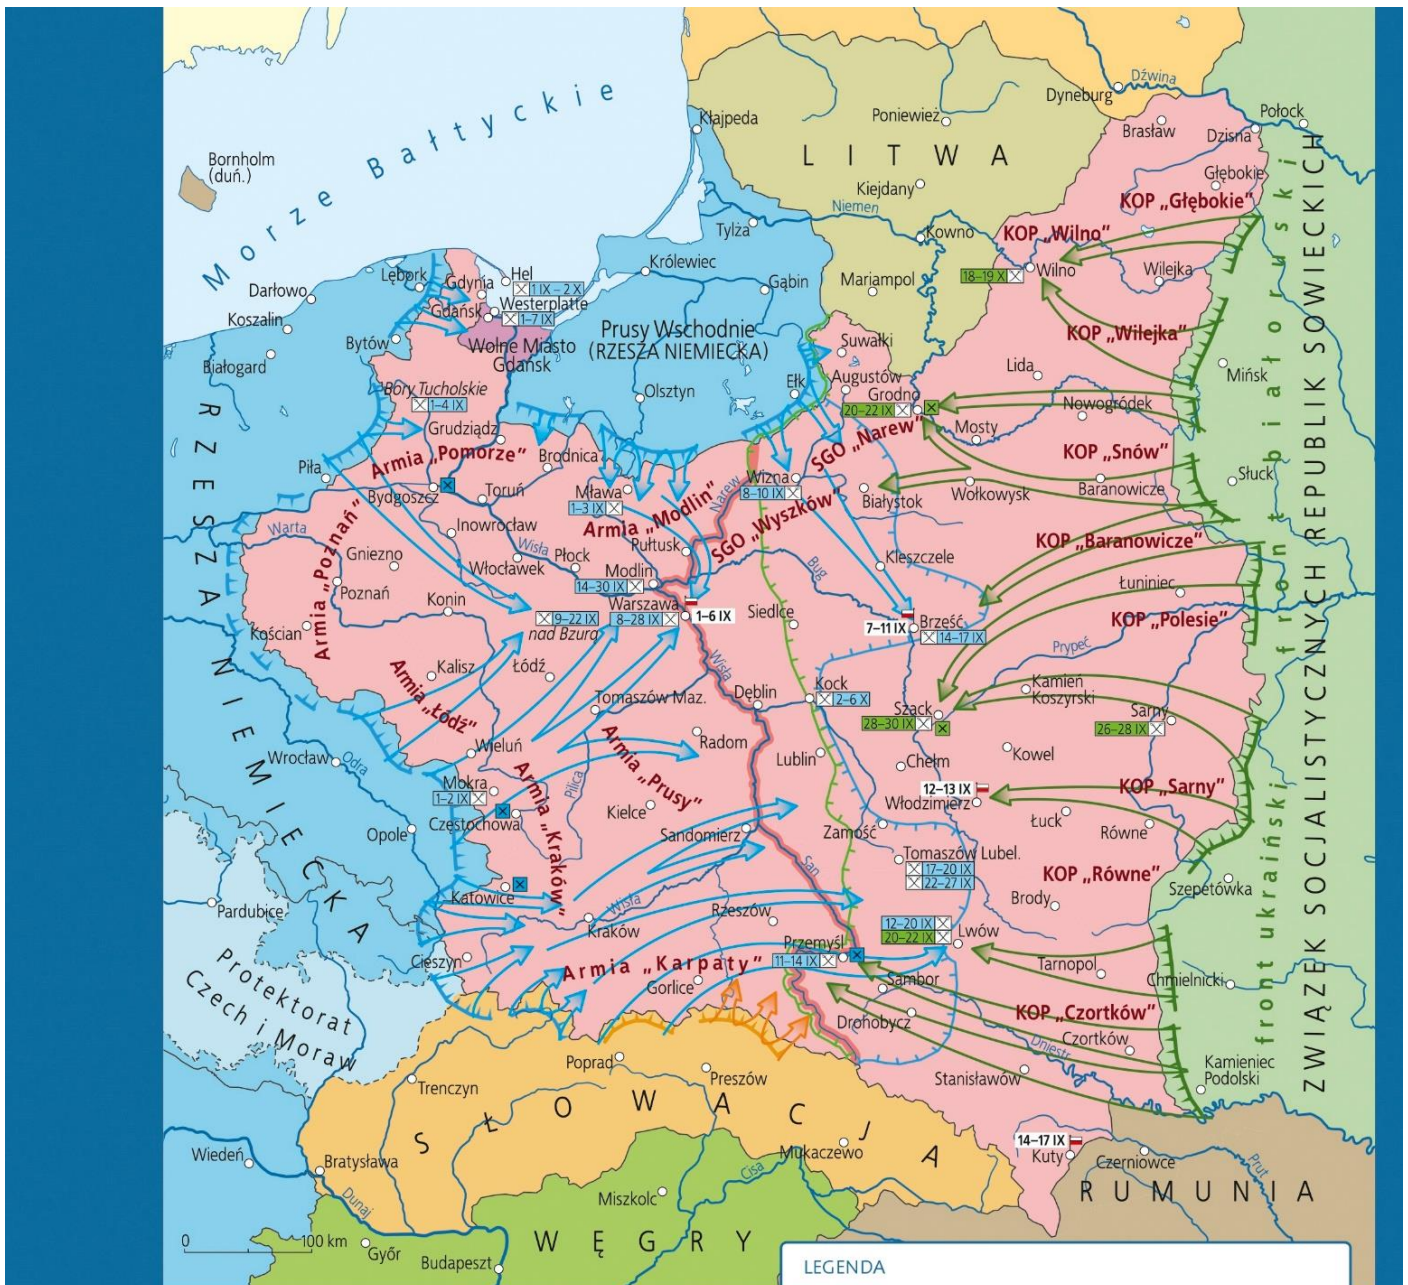 Morze Bałtyckie
Bornholm
(duń.)
LITWA
Dźwina
Dyneburg
Połock
Brasław
Dzisna
Kłajpeda
Poniewież
Głębokie
KOP „Głębokie”
Kiejdany
Niemen
Tylża
Kowno
KOP „Wilno”
Królewiec
Mariampol
18–19 IX
Wilno
Wilejka
Lębork
Hel
1 IX – 2 X
Gdynia
Gąbin
Darłowo
Westerplatte
Gdańsk
1–7 IX
Koszalin
Prusy Wschodnie
(RZESZA NIEMIECKA)
KOP „Wilejka”
Bytów
Wolne Miasto
Gdańsk
Suwałki
Białogard
Lida
Mińsk
Bory Tucholskie
1–4 IX
Olsztyn
Ełk
Augustów
Grodno
20–22 IX
Nowogródek
Grudziądz
Mosty
Armia „Pomorze”
Brodnica
SGO „Narew”
KOP „Snów”
Piła
Bydgoszcz
Toruń
Mława
1–3 IX
Wizna
8–10 IX
Białystok
Wołkowysk
Baranowicze
Słuck
Armia „Modlin”
Narew
SGO „Wyszków”
Warta
Armia „Poznań”
Inowrocław
Wisła
Pułtusk
KOP „Baranowicze”
Gniezno
Płock
Włocławek
Modlin
14–30 IX
Bug
Kleszczele
Łuniniec
Poznań
Konin
Warszawa
8–28 IX
1–6 IX
9–22 IX
nad Bzurą
Siedlce
7–11 IX
Brześć
14–17 IX
KOP „Polesie”
Kościan
Prypeć
Kalisz
Łódź
Armia „Łódź”
Wisła
Kock
2–6 X
Kamień
Koszyrski
Tomaszów Maz.
Dęblin
Szack
28–30 IX
Sarny
26–28 IX
Armia „Prusy”
Radom
Wrocław
Odra
Wieluń
Lublin
Chełm
Kowel
Mokra
1–2 IX
Pilica
Armia „Kraków”
KOP „Sarny”
12–13 IX
Włodzimierz
Częstochowa
Kielce
Łuck
Równe
Opole
Sandomierz
Zamość
Tomaszów Lubel.
17–20 IX
22–27 IX
San
KOP „Równe”
Szepetówka
Katowice
Brody
Pardubice
Wisła
Rzeszów
12–20 IX
20–22 IX
Lwów
Kraków
Przemyśl
11–14 IX
Cieszyn
Armia „Karpaty”
Tarnopol
Chmielnicki
Gorlice
Sambor
Protektorat
Czech i Moraw
Drohobycz
KOP „Czortków”
Czortków
Dniestr
Poprad
Preszów
Stanisławów
Kamieniec
Podolski
Trenczyn
SŁOWACJA
14–17 IX
Kuty
Mukaczewo
Czerniowce
Wiedeń
Bratysława
Cisa
Prut
Dunaj
Miszkolc
RUMUNIA
WĘGRY
0
100 km
Győr
Budapeszt
RZESZA NIEMIECKA
front białoruski
front ukraiński
ZWIĄZEK SOCJALISTYCZNYCH REPUBLIK SOWIECKICH
LEGENDA